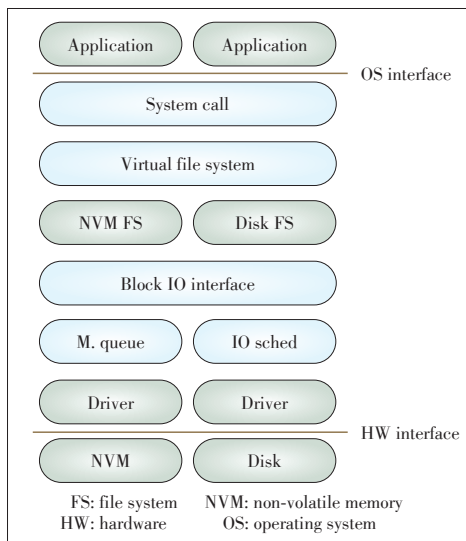 Application Application
OS interface
System call
Virtual file system
NVM FS Disk FS
Block IO interface
M. queue IO sched
Driver Driver
HW interface
NVM Disk
FS: file system NVM: non-volatile memory
HW: hardware OS: operating system